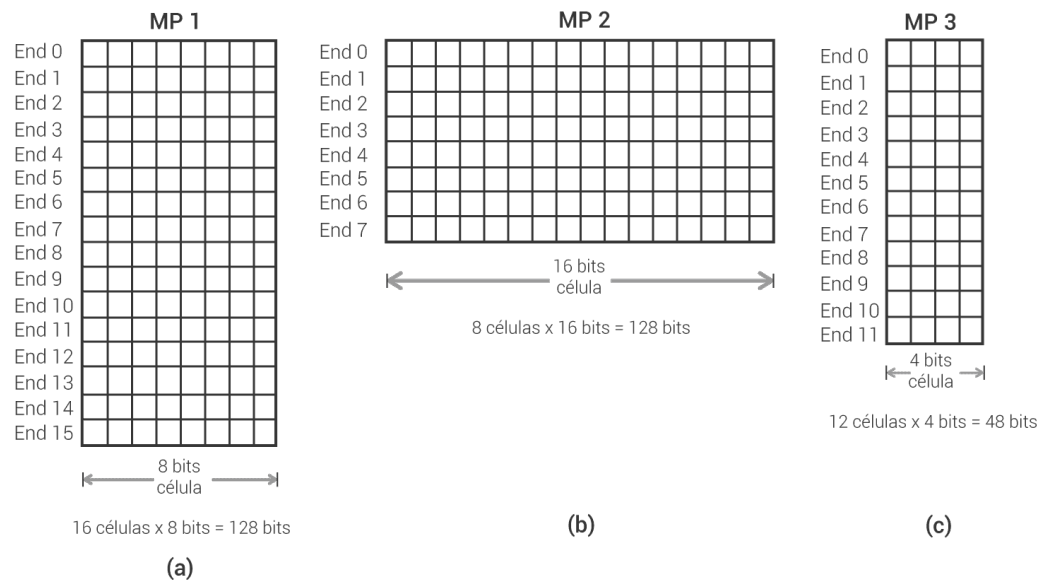 MP 1
End 0
End 1
End 2
End 3
End 4
End 5
End 6
End 7
End 8
End 9
End 10
End 11
End 12
End 13
End 14
End 15
8 bits
célula
16 células x 8 bits = 128 bits
(a)
MP 2
End 0
End 1
End 2
End 3
End 4
End 5
End 6
End 7
16 bits
célula
8 células x 16 bits = 128 bits
(b)
MP 3
End 0
End 1
End 2
End 3
End 4
End 5
End 6
End 7
End 8
End 9
End 10
End 11
4 bits
célula
12 células x 4 bits = 48 bits
(c)